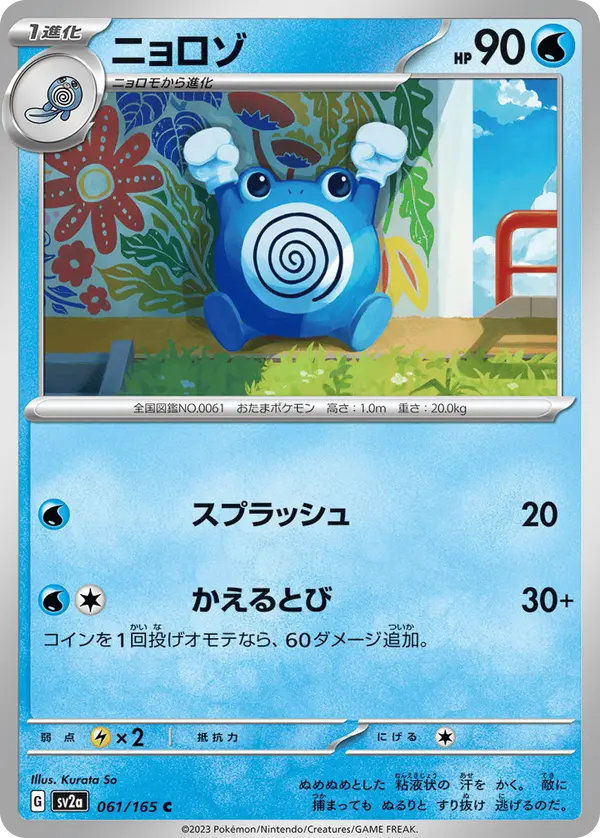 1進化
ニョロゾ
HP 90
ニョロモから進化
全国図鑑NO.0061 おたまポケモン 高さ：1.0m 重さ：20.0kg
スプラッシュ 20
かえるとび 30+
コインを1回投げオモテなら、60ダメージ追加。
弱点 ×2 抵抗力 にげる
Illus. Kurata So
G sv2a 061/165 C
ぬめぬめとした 粘液状の 汗を かく。 敵に
捕まっても ぬるりと すり抜け 逃げるのだ。
©2023 Pokémon/Nintendo/Creatures/GAME FREAK.